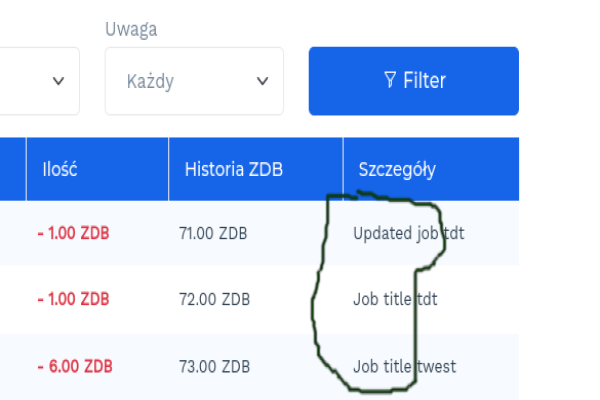 Uwaga
Każdy Filter
Ilość Historia ZDB Szczegóły
- 1.00 ZDB 71.00 ZDB Updated job tdt
- 1.00 ZDB 72.00 ZDB Job title tdt
- 6.00 ZDB 73.00 ZDB Job title twest